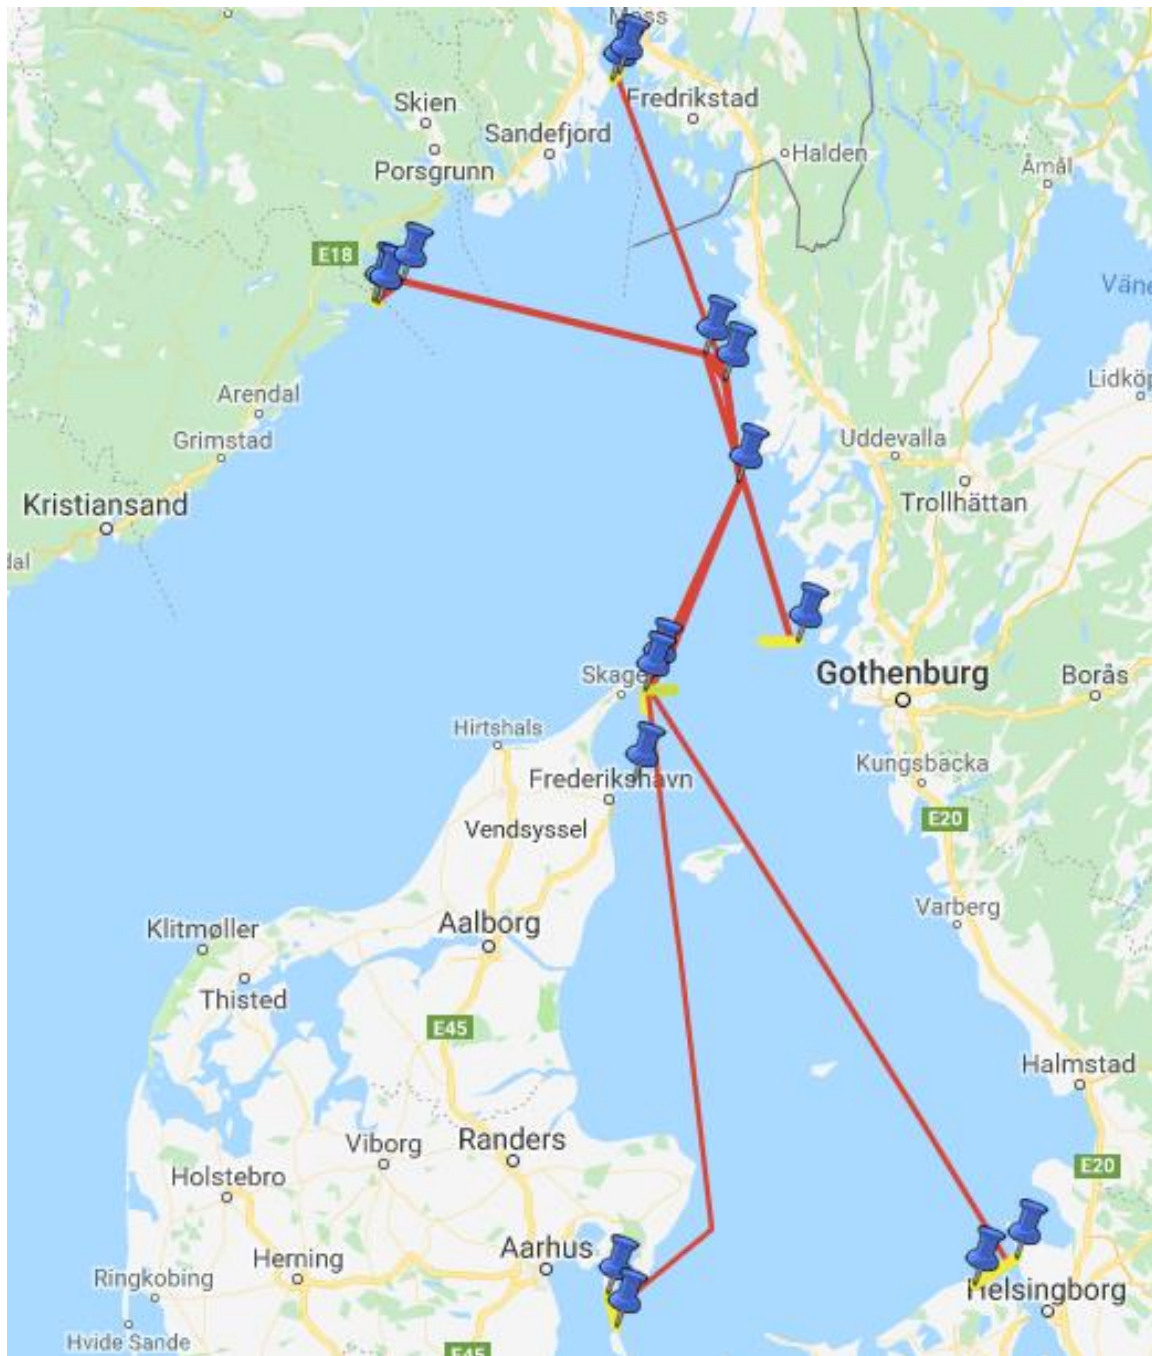 Moss
Skien
Fredrikstad
Sandefjord
Halden
Porsgrunn
Åmål
E18
Väne
Arendal
Lidköp
Grimstad
Uddevalla
Kristiansand
Trollhättan
dal
Skage
Gothenburg
Borås
Hirtshals
Kungsbacka
Frederikshavn
E20
Vendsyssel
Varberg
Klitmøller
Aalborg
Thisted
E45
Halmstad
Viborg
Randers
E20
Holstebro
Aarhus
Herning
Ringkobing
Helsingborg
Hvide Sande
E45